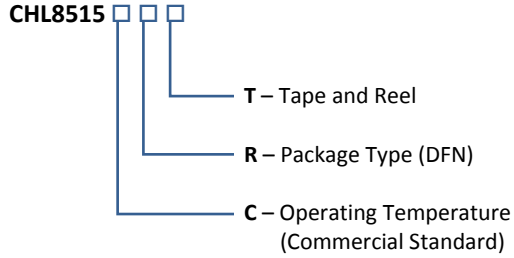 CHL8515
T – Tape and Reel
R – Package Type (DFN)
C – Operating Temperature
(Commercial Standard)